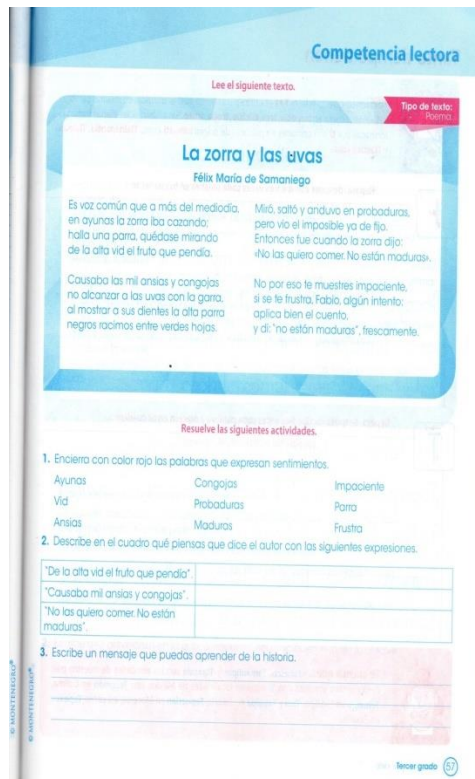 Competencia lectora
Lee el siguiente texto.
Tipo de texto:
Poema
La zorra y las uvas
Félix María de Samaniego
Es voz común que a más del mediodía,
en ayunas la zorra iba cazando;
halla una parra, quédase mirando
de la alta vid el fruto que pendía.
Causaba las mil ansias y congojas
no alcanzar a las uvas con la garra,
al mostrar a sus dientes la alta parra
negros racimos entre verdes hojas.
Miró, saltó y anduvo en probaduras,
pero vio el imposible ya de fijo.
Entonces fue cuando la zorra dijo:
«No las quiero comer. No están maduras».
No por eso te muestres impaciente,
si se te frustra, Fabio, algún intento:
aplica bien el cuento,
y di: "no están maduras", frescamente.
Resuelve las siguientes actividades.
1. Encierra con color rojo las palabras que expresan sentimientos.
Ayunas Congojas Impaciente
Vid Probaduras Parra
Ansias Maduras Frustra
2. Describe en el cuadro qué piensas que dice el autor con las siguientes expresiones.
"De la alta vid el fruto que pendía".
"Causaba mil ansias y congojas".
"No las quiero comer. No están
maduras".
3. Escribe un mensaje que puedas aprender de la historia.
© MONTENEGRO®
© MONTENEGRO®
Tercer grado 57